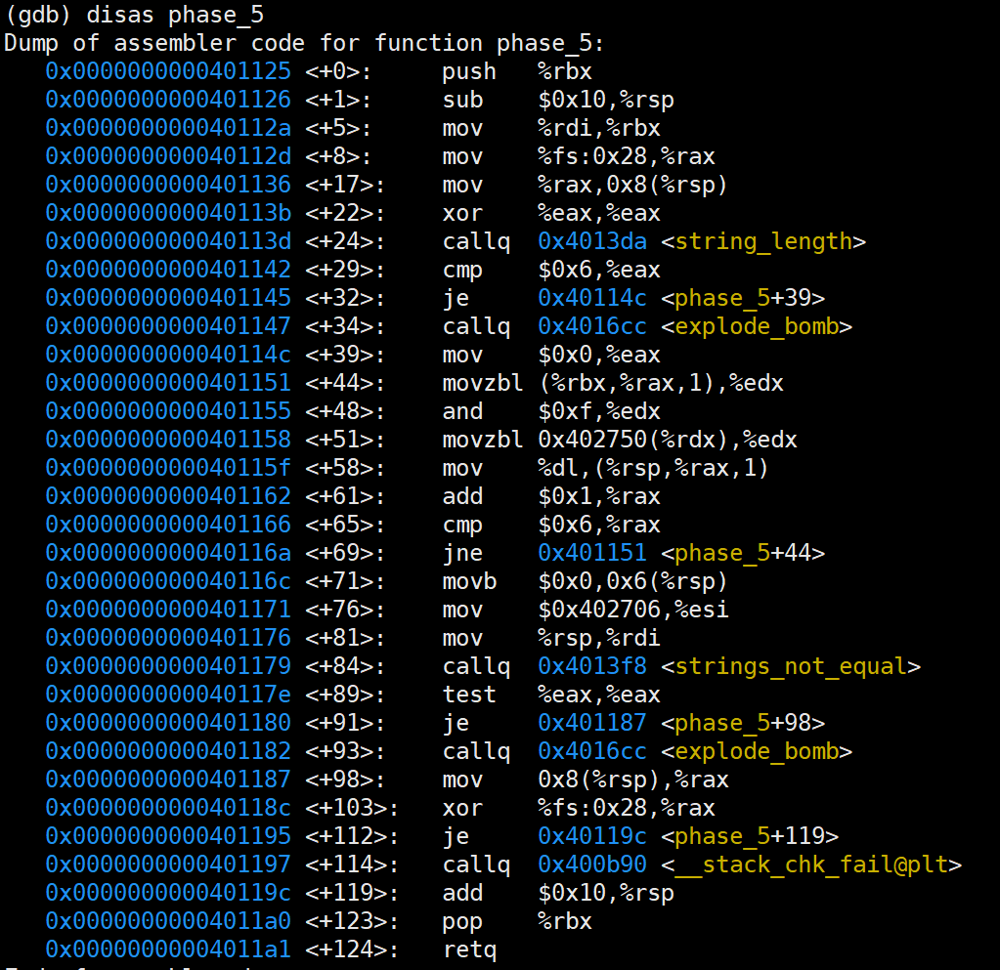 (gdb) disas phase_5
Dump of assembler code for function phase_5:
   0x0000000000401125 <+0>:     push   %rbx
   0x0000000000401126 <+1>:     sub    $0x10,%rsp
   0x000000000040112a <+5>:     mov    %rdi,%rbx
   0x000000000040112d <+8>:     mov    %fs:0x28,%rax
   0x0000000000401136 <+17>:    mov    %rax,0x8(%rsp)
   0x000000000040113b <+22>:    xor    %eax,%eax
   0x000000000040113d <+24>:    callq  0x4013da <string_length>
   0x0000000000401142 <+29>:    cmp    $0x6,%eax
   0x0000000000401145 <+32>:    je     0x40114c <phase_5+39>
   0x0000000000401147 <+34>:    callq  0x4016cc <explode_bomb>
   0x000000000040114c <+39>:    mov    $0x0,%eax
   0x0000000000401151 <+44>:    movzbl (%rbx,%rax,1),%edx
   0x0000000000401155 <+48>:    and    $0xf,%edx
   0x0000000000401158 <+51>:    movzbl 0x402750(%rdx),%edx
   0x000000000040115f <+58>:    mov    %dl,(%rsp,%rax,1)
   0x0000000000401162 <+61>:    add    $0x1,%rax
   0x0000000000401166 <+65>:    cmp    $0x6,%rax
   0x000000000040116a <+69>:    jne    0x401151 <phase_5+44>
   0x000000000040116c <+71>:    movb   $0x0,0x6(%rsp)
   0x0000000000401171 <+76>:    mov    $0x402706,%esi
   0x0000000000401176 <+81>:    mov    %rsp,%rdi
   0x0000000000401179 <+84>:    callq  0x4013f8 <strings_not_equal>
   0x000000000040117e <+89>:    test   %eax,%eax
   0x0000000000401180 <+91>:    je     0x401187 <phase_5+98>
   0x0000000000401182 <+93>:    callq  0x4016cc <explode_bomb>
   0x0000000000401187 <+98>:    mov    0x8(%rsp),%rax
   0x000000000040118c <+103>:   xor    %fs:0x28,%rax
   0x0000000000401195 <+112>:   je     0x40119c <phase_5+119>
   0x0000000000401197 <+114>:   callq  0x400b90 <__stack_chk_fail@plt>
   0x000000000040119c <+119>:   add    $0x10,%rsp
   0x00000000004011a0 <+123>:   pop    %rbx
   0x00000000004011a1 <+124>:   retq